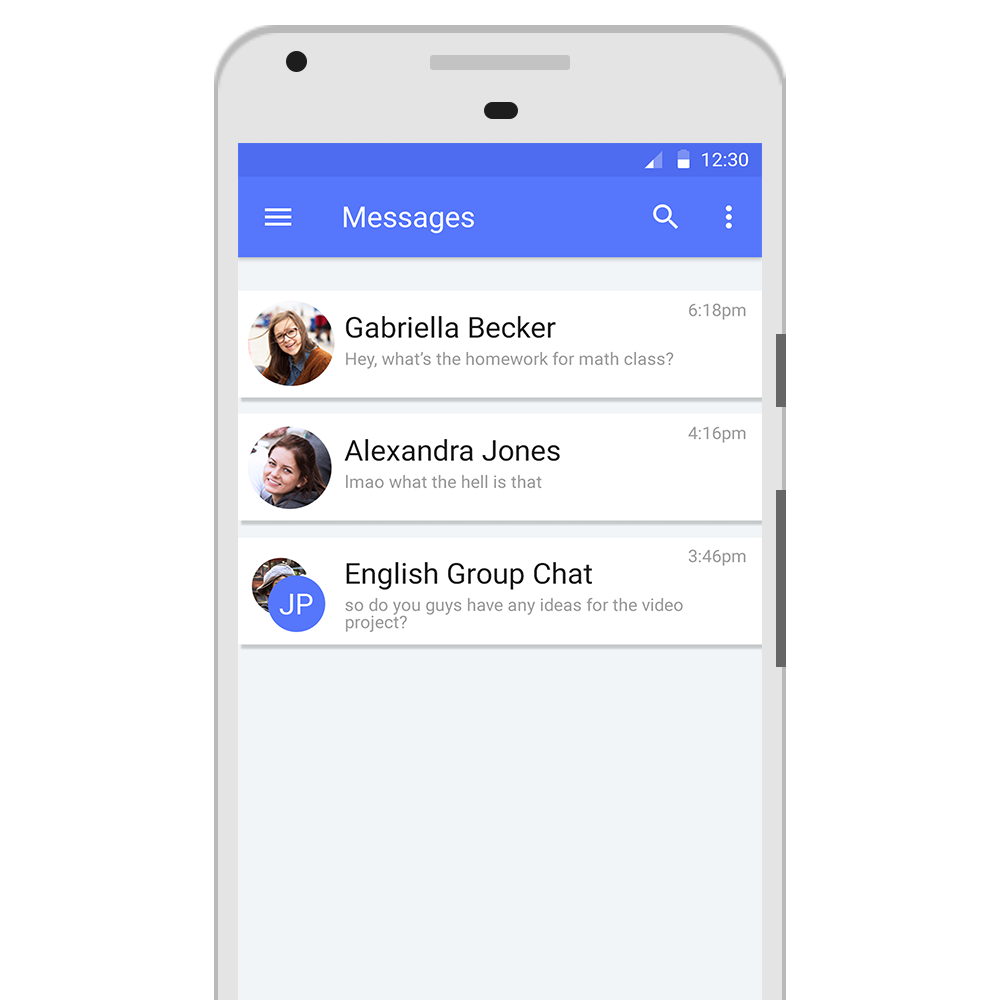 12:30
Messages
6:18pm
Gabriella Becker
Hey, what's the homework for math class?
4:16pm
Alexandra Jones
lmao what the hell is that
3:46pm
JP
English Group Chat
so do you guys have any ideas for the video
project?